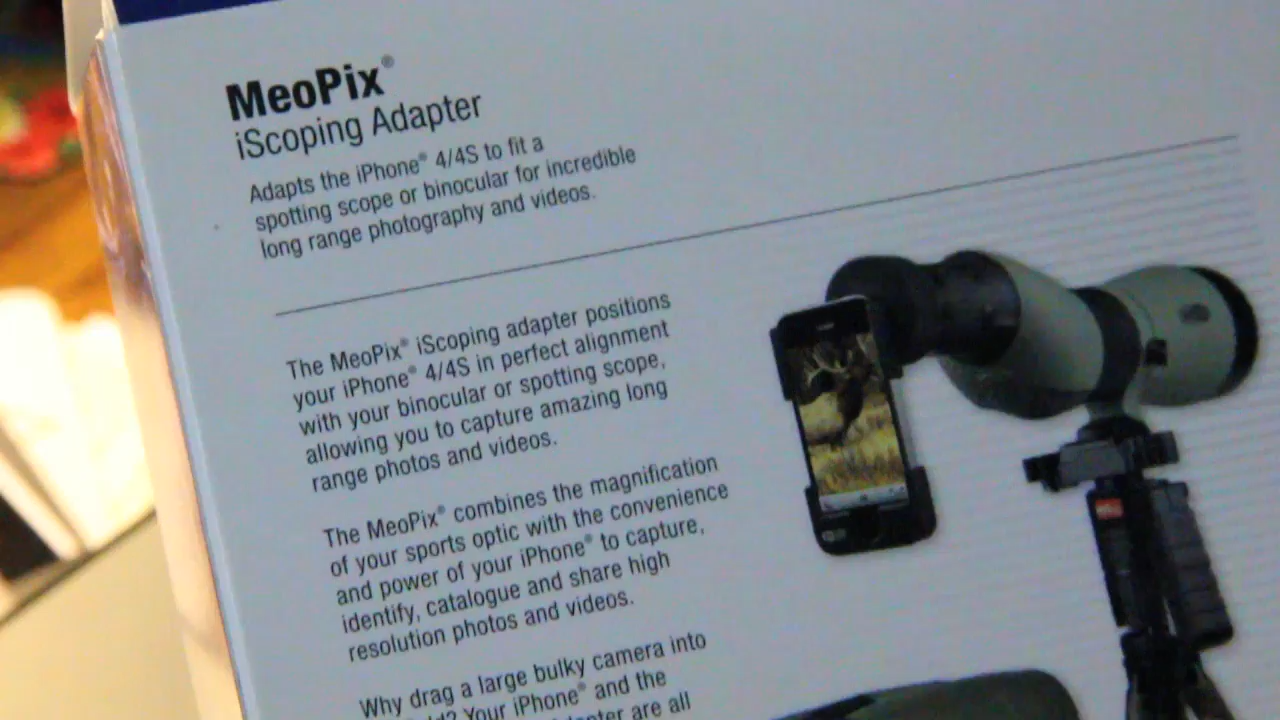 MeoPix®
iScoping Adapter
Adapts the iPhone® 4/4S to fit a
spotting scope or binocular for incredible
long range photography and videos.
The MeoPix® iScoping adapter positions
your iPhone® 4/4S in perfect alignment
with your binocular or spotting scope,
allowing you to capture amazing long
range photos and videos.
The MeoPix® combines the magnification
of your sports optic with the convenience
and power of your iPhone® to capture,
identify, catalogue and share high
resolution photos and videos.
Why drag a large bulky camera into
Your iPhone® and the
are all